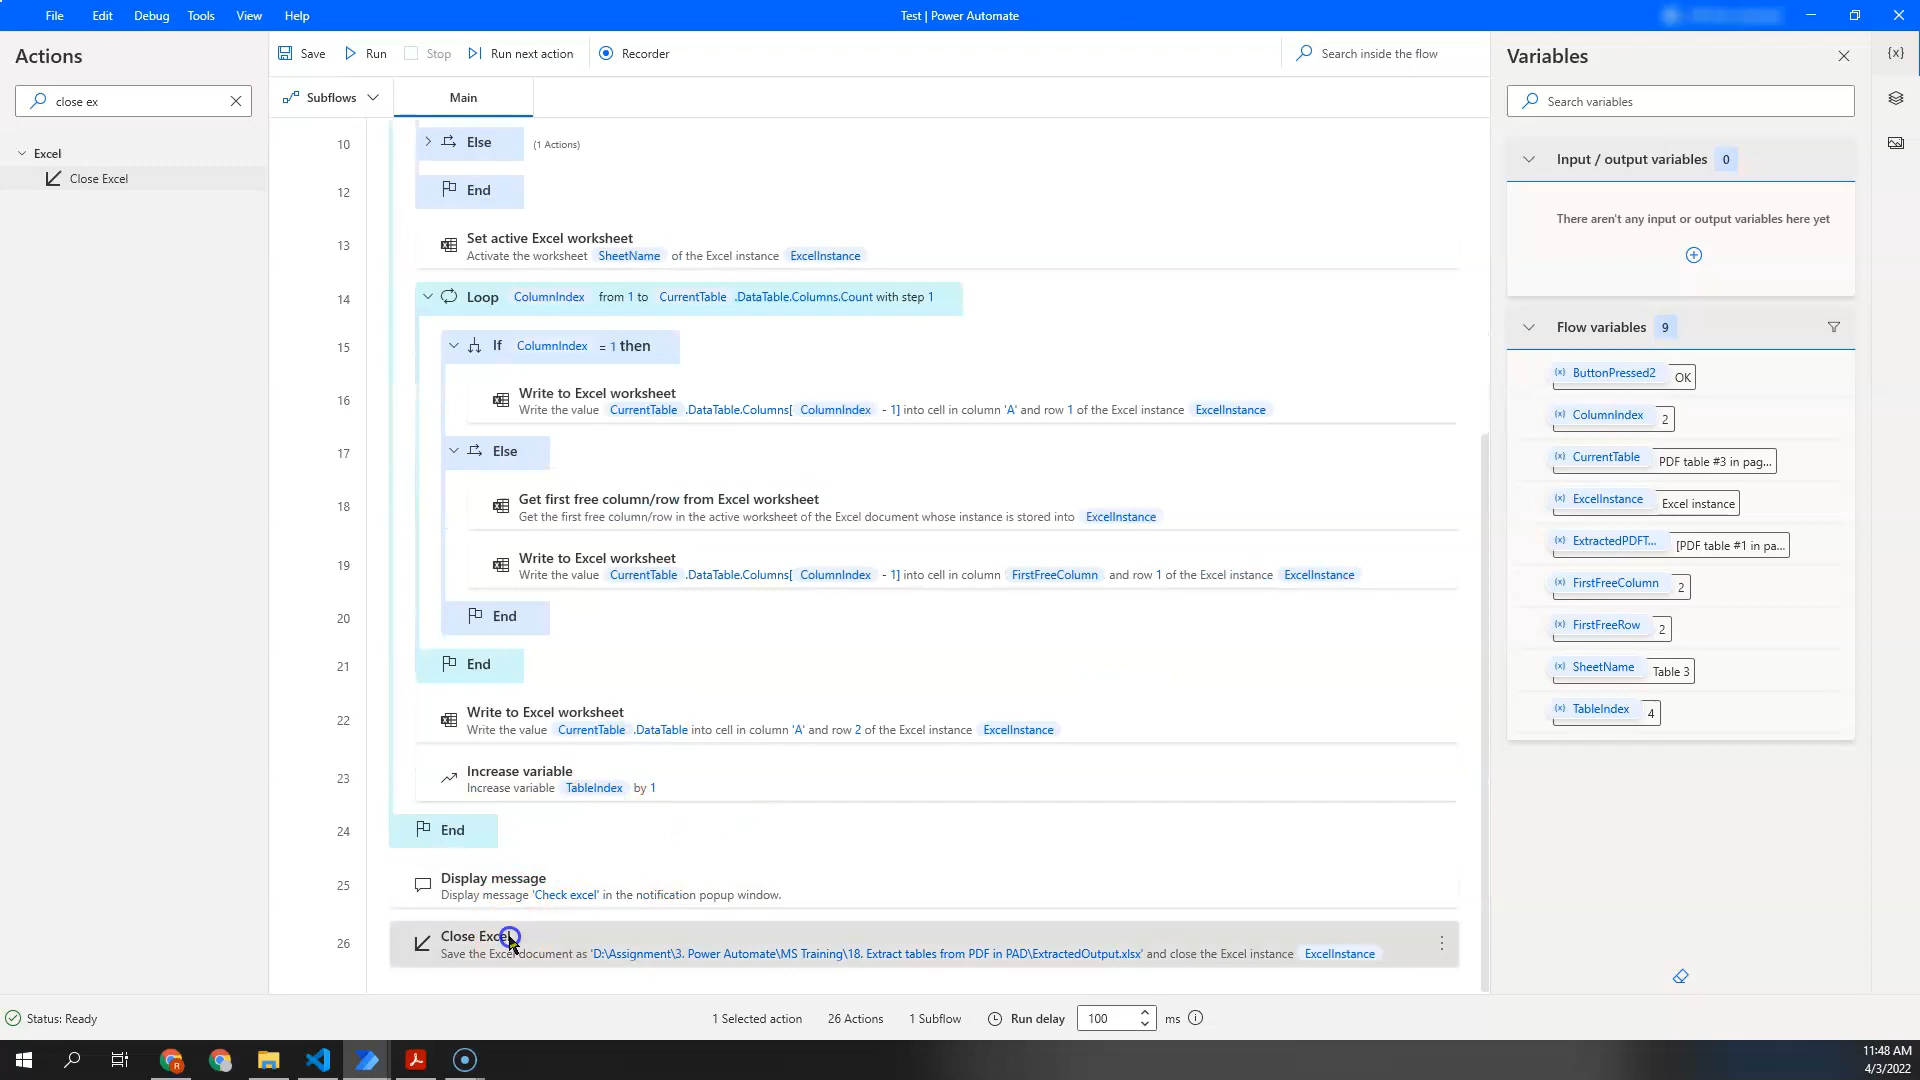 File Edit Debug Tools View Help
Test | Power Automate
Actions
close ex
Excel
Close Excel
Save Run Stop Run next action Recorder
Search inside the flow
Subflows
Main
10 Else (1 Actions)
12 End
13 Set active Excel worksheet
Activate the worksheet SheetName of the Excel instance ExcelInstance
14 Loop ColumnIndex from 1 to CurrentTable .DataTable.Columns.Count with step 1
15 If ColumnIndex = 1 then
16 Write to Excel worksheet
Write the value CurrentTable .DataTable.Columns[ ColumnIndex - 1] into cell in column 'A' and row 1 of the Excel instance ExcelInstance
17 Else
18 Get first free column/row from Excel worksheet
Get the first free column/row in the active worksheet of the Excel document whose instance is stored into ExcelInstance
19 Write to Excel worksheet
Write the value CurrentTable .DataTable.Columns[ ColumnIndex - 1] into cell in column FirstFreeColumn and row 1 of the Excel instance ExcelInstance
20 End
21 End
22 Write to Excel worksheet
Write the value CurrentTable .DataTable into cell in column 'A' and row 2 of the Excel instance ExcelInstance
23 Increase variable
Increase variable TableIndex by 1
24 End
25 Display message
Display message 'Check excel' in the notification popup window.
26 Close Excel
Save the Excel document as 'D:\Assignment\3. Power Automate\MS Training\18. Extract tables from PDF in PAD\ExtractedOutput.xlsx' and close the Excel instance ExcelInstance
Variables
{x}
Search variables
Input / output variables 0
There aren't any input or output variables here yet
Flow variables 9
(x) ButtonPressed2 OK
(x) ColumnIndex 2
(x) CurrentTable PDF table #3 in pag...
(x) ExcelInstance Excel instance
(x) ExtractedPDFT... [PDF table #1 in pa...
(x) FirstFreeColumn 2
(x) FirstFreeRow 2
(x) SheetName Table 3
(x) TableIndex 4
Status: Ready
1 Selected action 26 Actions 1 Subflow Run delay 100 ms
11:48 AM
4/3/2022